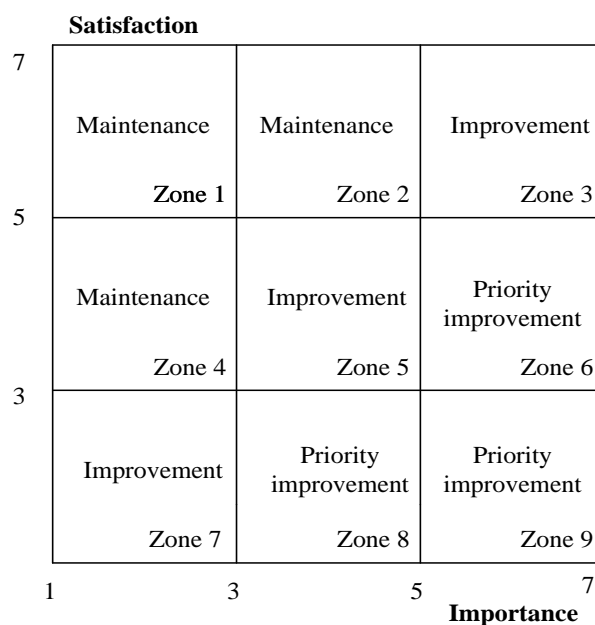 Satisfaction
7
Maintenance
Maintenance
Improvement
Zone 1
Zone 2
Zone 3
5
Maintenance
Improvement
Priority
improvement
Zone 4
Zone 5
Zone 6
3
Improvement
Priority
improvement
Priority
improvement
Zone 7
Zone 8
Zone 9
1
3
5
7
Importance